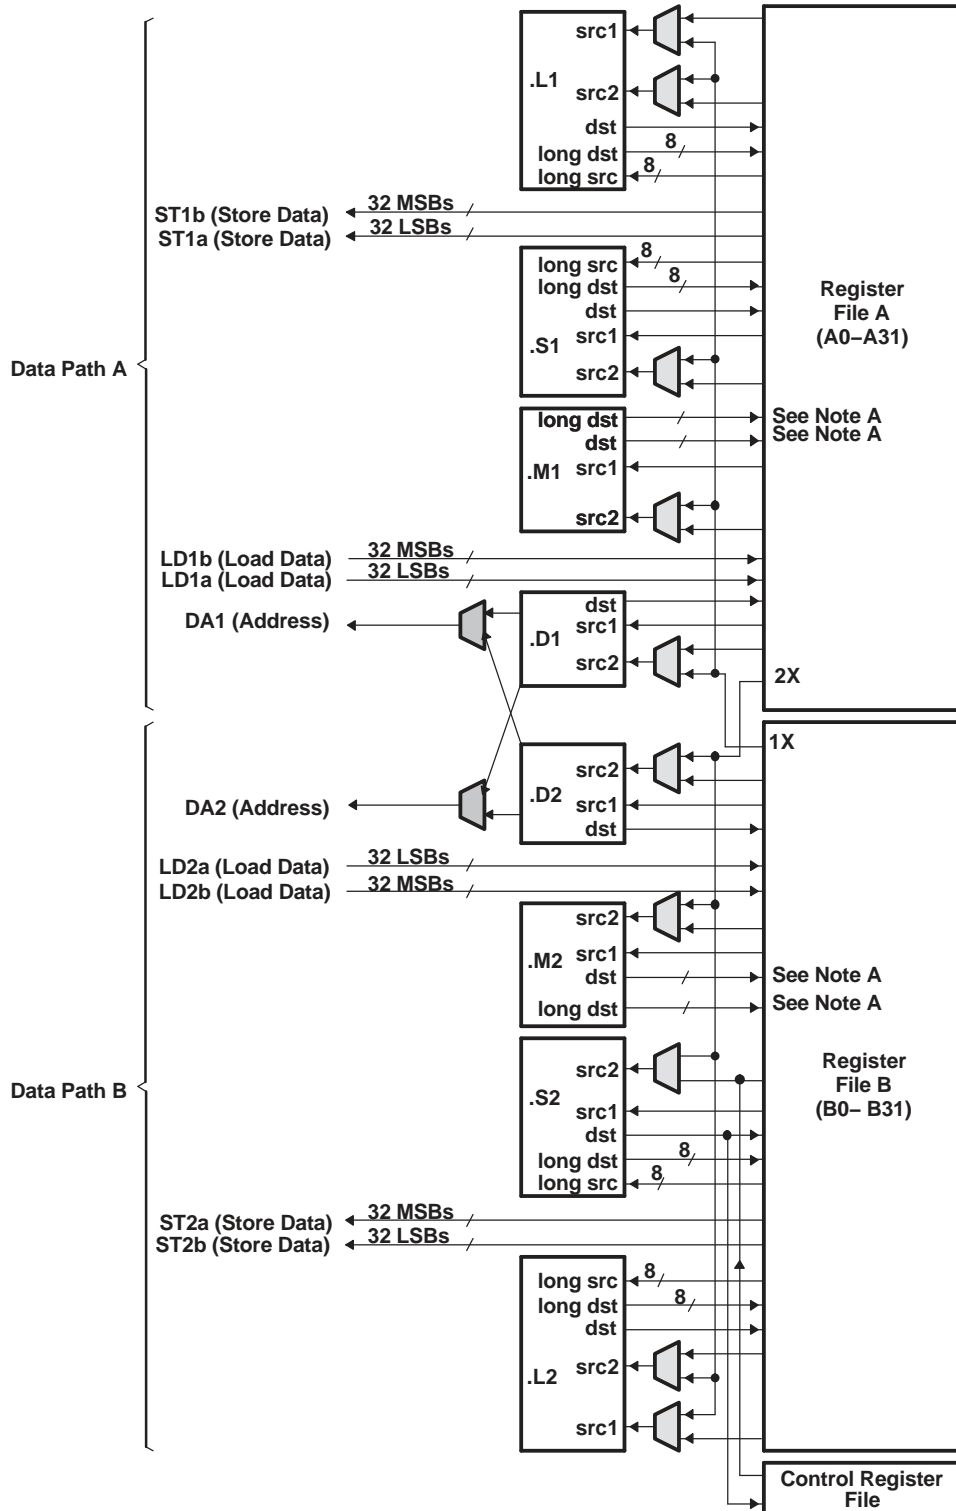 src1
.L1
src2
dst
8
long dst
8
long src
32 MSBs
ST1b (Store Data)
32 LSBs
ST1a (Store Data)
8
long src
8
long dst
dst
src1
.S1
src2
Register
File A
(A0–A31)
Data Path A
long dst
See Note A
dst
See Note A
.M1
src1
src2
32 MSBs
LD1b (Load Data)
32 LSBs
LD1a (Load Data)
dst
DA1 (Address)
src1
.D1
src2
2X
1X
src2
.D2
DA2 (Address)
src1
dst
32 LSBs
LD2a (Load Data)
32 MSBs
LD2b (Load Data)
src2
src1
.M2
dst
See Note A
long dst
See Note A
src2
Register
File B
(B0– B31)
Data Path B
.S2
src1
dst
8
long dst
8
long src
32 MSBs
ST2a (Store Data)
32 LSBs
ST2b (Store Data)
8
long src
8
long dst
dst
src2
.L2
src1
Control Register
File